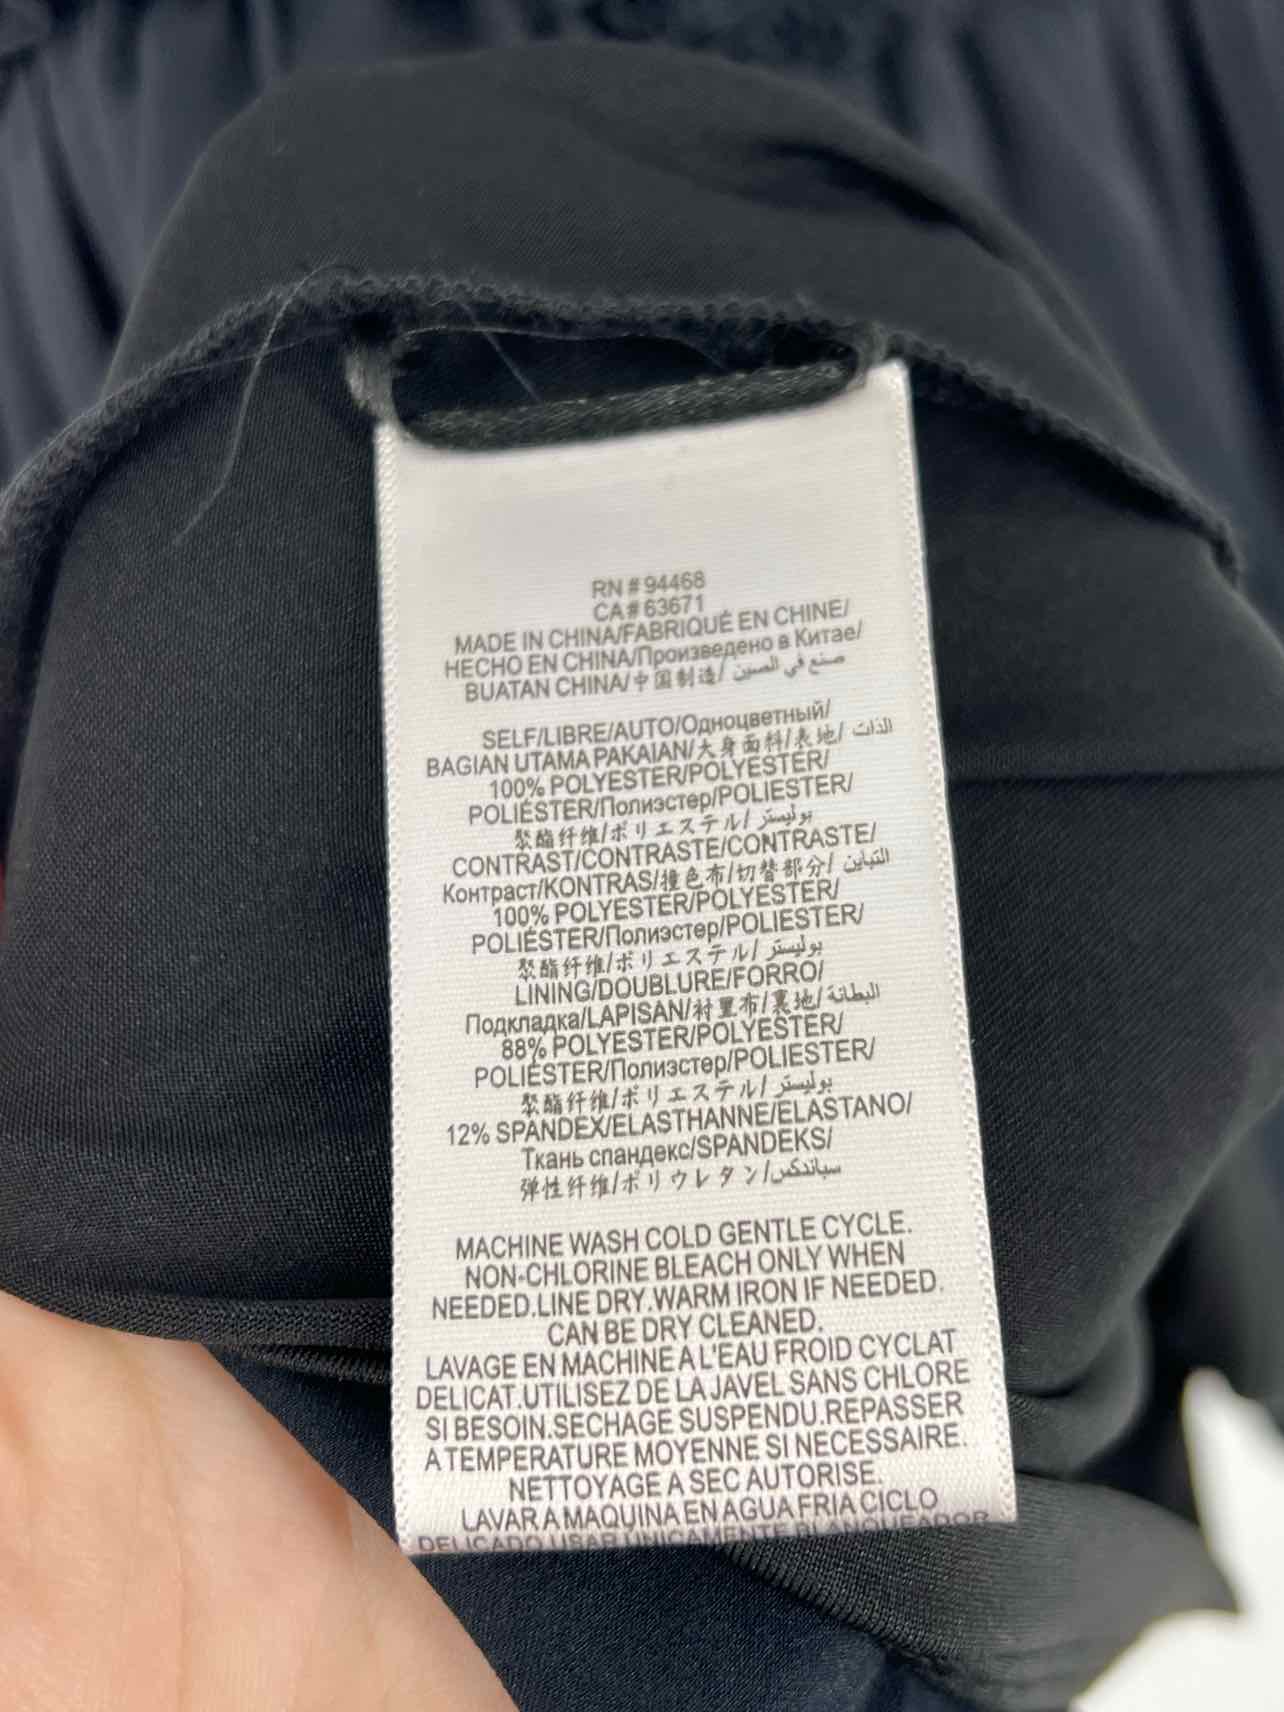 RN # 94468
CA# 63671
MADE IN CHINA/FABRIQUÉ EN CHINE/
HECHO EN CHINA/Произведено в Китае/
BUATAN CHINA/中国制造/ صنع في الصين
SELF/LIBRE/AUTO/Одноцветный/
BAGIAN UTAMA PAKAIAN/大身面料/表地/ الذات
100% POLYESTER/POLYESTER/
POLIÉSTER/Полиэстер/POLIESTER/
聚酯纤维/ポリエステル/ بوليستر
CONTRAST/CONTRASTE/CONTRASTE/
Контраст/KONTRAS/撞色布/切替部分/ التباين
100% POLYESTER/POLYESTER/
POLIÉSTER/Полиэстер/POLIESTER/
聚酯纤维/ポリエステル/ بوليستر
LINING/DOUBLURE/FORRO/
Подкладка/LAPISAN/衬里布/裏地/ البطانة
88% POLYESTER/POLYESTER/
POLIÉSTER/Полиэстер/POLIESTER/
聚酯纤维/ポリエステル/ بوليستر
12% SPANDEX/ELASTHANNE/ELASTANO/
Ткань спандекс/SPANDEKS/
弹性纤维/ポリウレタン/سباندكس
MACHINE WASH COLD GENTLE CYCLE.
NON-CHLORINE BLEACH ONLY WHEN
NEEDED.LINE DRY.WARM IRON IF NEEDED.
CAN BE DRY CLEANED.
LAVAGE EN MACHINE A L'EAU FROID CYCLAT
DELICAT.UTILISEZ DE LA JAVEL SANS CHLORE
SI BESOIN.SECHAGE SUSPENDU.REPASSER
A TEMPERATURE MOYENNE SI NECESSAIRE.
NETTOYAGE A SEC AUTORISE.
LAVAR A MAQUINA EN AGUA FRIA CICLO
DELICADO.USAR UNICAMENTE BLANQUEADOR